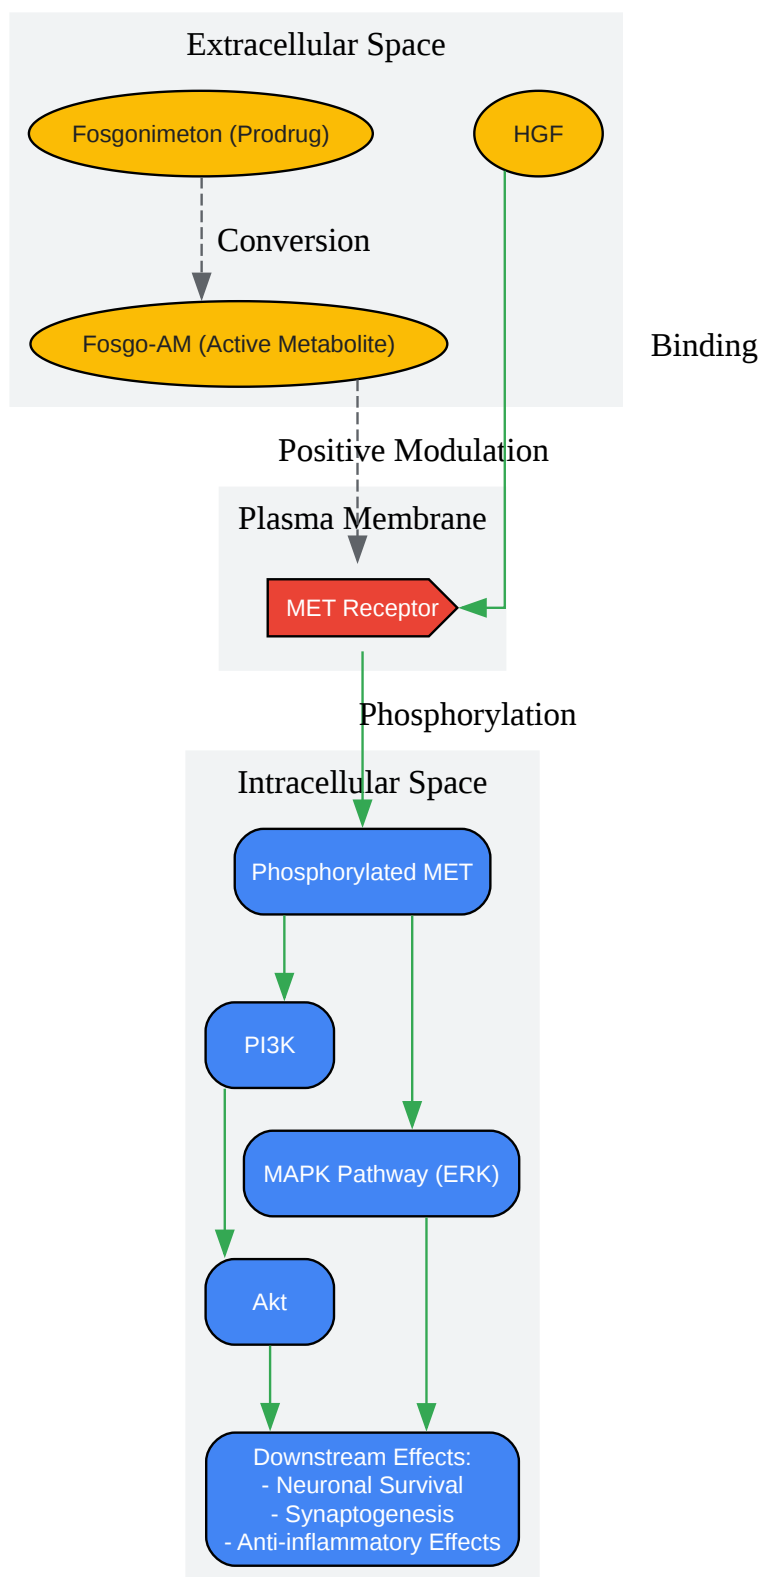 Extracellular Space
Fosgonimeton (Prodrug)
HGF
Conversion
Fosgo-AM (Active Metabolite)
Binding
Positive Modulation
Plasma Membrane
MET Receptor
Phosphorylation
Intracellular Space
Phosphorylated MET
PI3K
MAPK Pathway (ERK)
Akt
Downstream Effects:
- Neuronal Survival
- Synaptogenesis
- Anti-inflammatory Effects